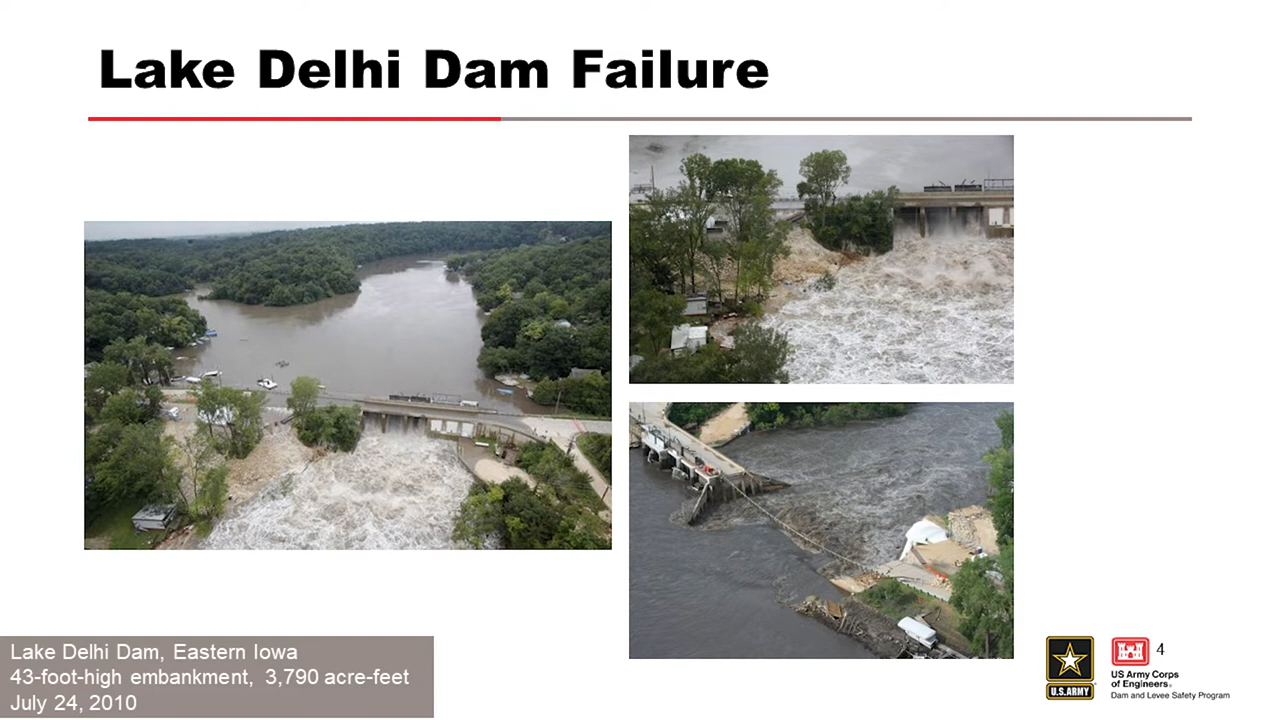 Lake Delhi Dam Failure
Lake Delhi Dam, Eastern Iowa
43-foot-high embankment, 3,790 acre-feet
July 24, 2010
U.S.ARMY
4
US Army Corps
of Engineers®
Dam and Levee Safety Program